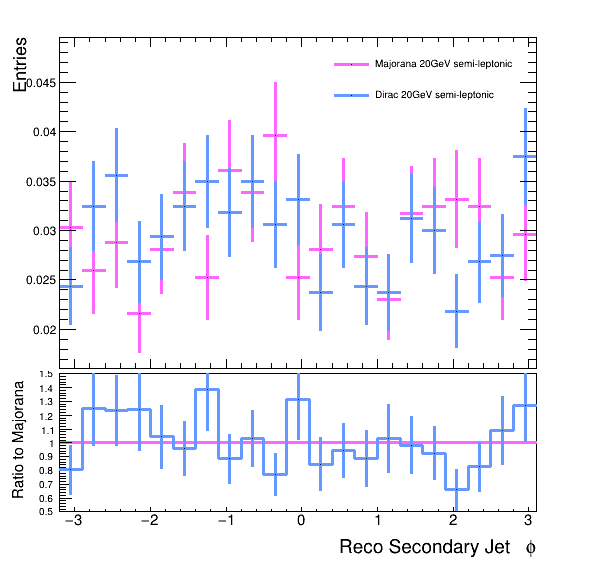 Entries
0.045
0.04
0.035
0.03
0.025
0.02
Majorana 20GeV semi-leptonic
Dirac 20GeV semi-leptonic
Ratio to Majorana
1.5
1.4
1.3
1.2
1.1
1
0.9
0.8
0.7
0.6
0.5
−3 −2 −1 0 1 2 3
Reco Secondary Jet ϕ